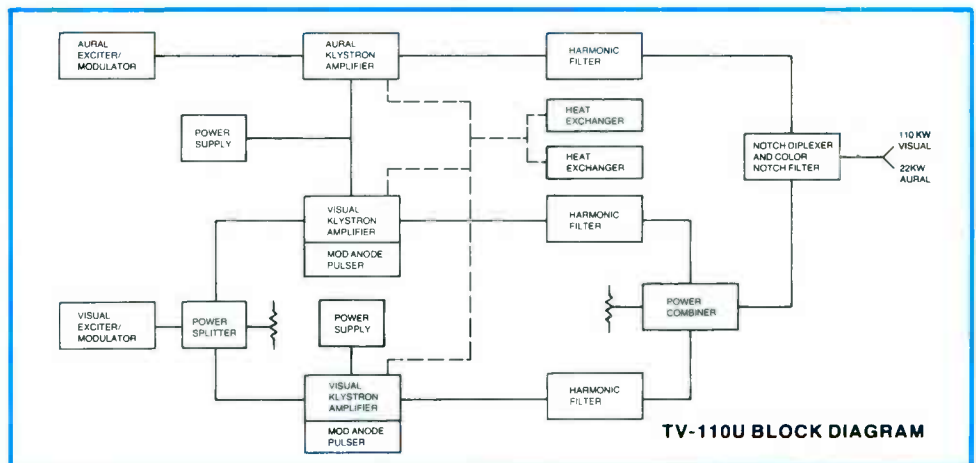 AURAL
EXCITER/
MODULATOR
AURAL
KLYSTRON
AMPLIFIER
HARMONIC
FILTER
POWER
SUPPLY
HEAT
EXCHANGER
HEAT
EXCHANGER
NOTCH DIPLEXER
AND COLOR
NOTCH FILTER
110 KW
VISUAL
22KW
AURAL
VISUAL
KLYSTRON
AMPLIFIER
MOD ANODE
PULSER
HARMONIC
FILTER
VISUAL
EXCITER/
MODULATOR
POWER
SPLITTER
POWER
SUPPLY
POWER
COMBINER
VISUAL
KLYSTRON
AMPLIFIER
MOD ANODE
PULSER
HARMONIC
FILTER
TV-110U BLOCK DIAGRAM